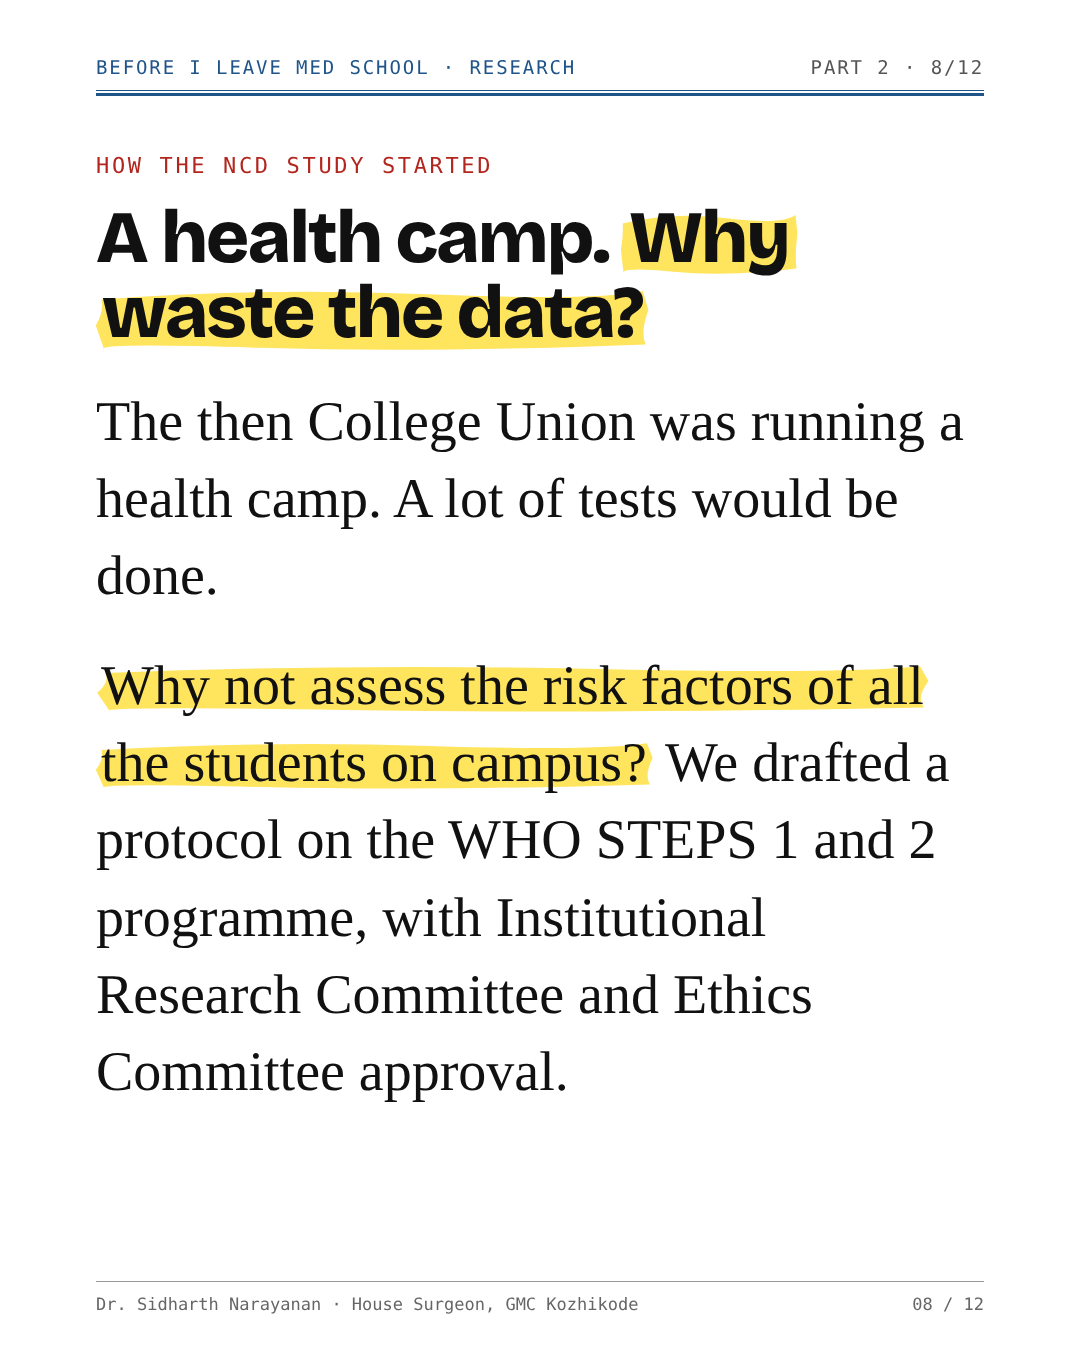 BEFORE I LEAVE MED SCHOOL · RESEARCH
PART 2 · 8/12
HOW THE NCD STUDY STARTED
A health camp. Why
waste the data?
The then College Union was running a
health camp. A lot of tests would be
done.
Why not assess the risk factors of all
the students on campus? We drafted a
protocol on the WHO STEPS 1 and 2
programme, with Institutional
Research Committee and Ethics
Committee approval.
Dr. Sidharth Narayanan · House Surgeon, GMC Kozhikode
08 / 12